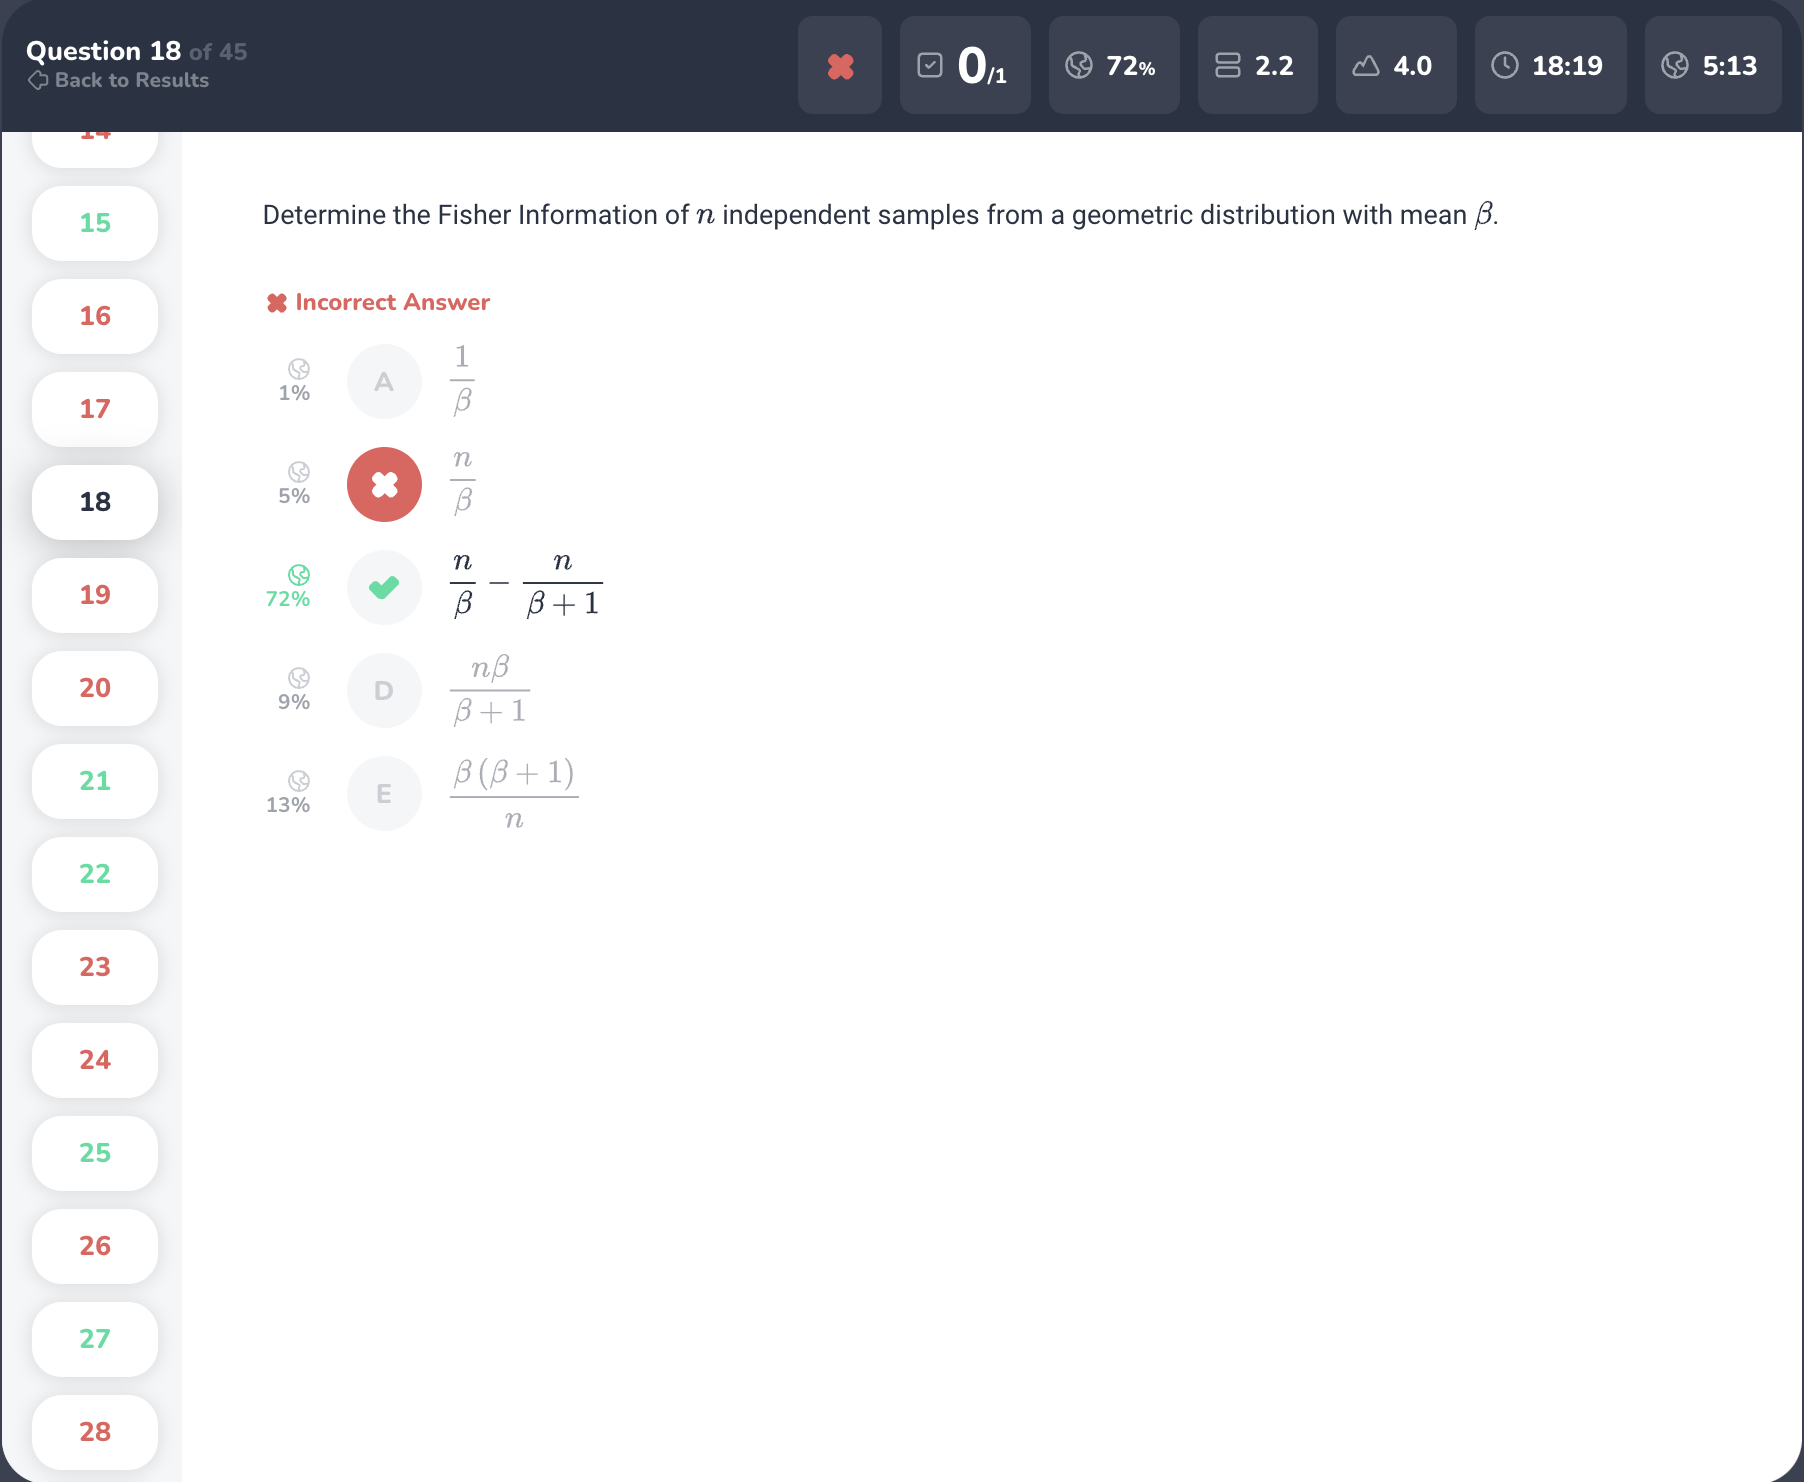 Question 18 of 45
Back to Results
0/1
72%
2.2
4.0
18:19
5:13
14
15
16
17
18
19
20
21
22
23
24
25
26
27
28
Determine the Fisher Information of n independent samples from a geometric distribution with mean β.
Incorrect Answer
1%
A
1/β
5%
n/β
72%
n/β − n/(β + 1)
9%
D
nβ/(β + 1)
13%
E
β (β + 1)/n